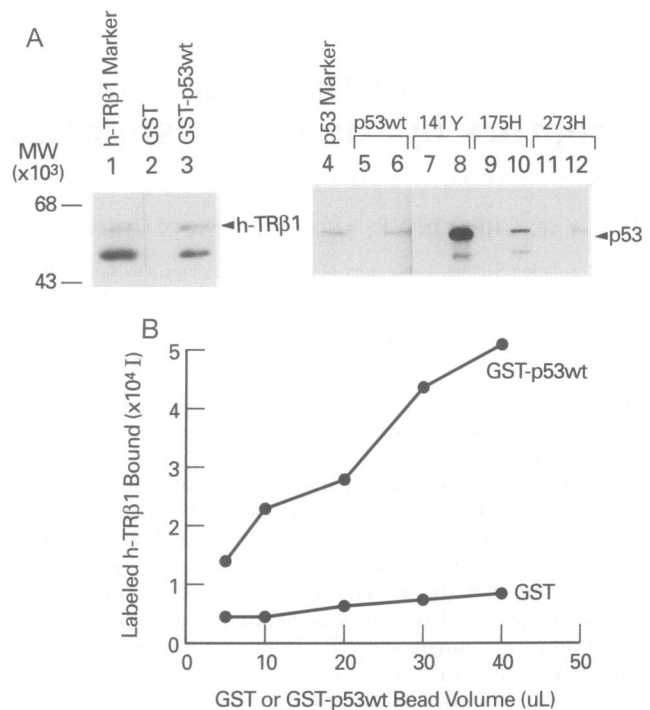 A
h-TRβ1 Marker
GST
GST-p53wt
p53 Marker
p53wt
141Y
175H
273H
MW
(x10³)
1 2 3
4 5 6 7 8 9 10 11 12
68
h-TRβ1
p53
43
B
5
4
3
2
1
0
GST-p53wt
GST
Labeled h-TRβ1 Bound (x10⁴ I)
0 10 20 30 40 50
GST or GST-p53wt Bead Volume (uL)